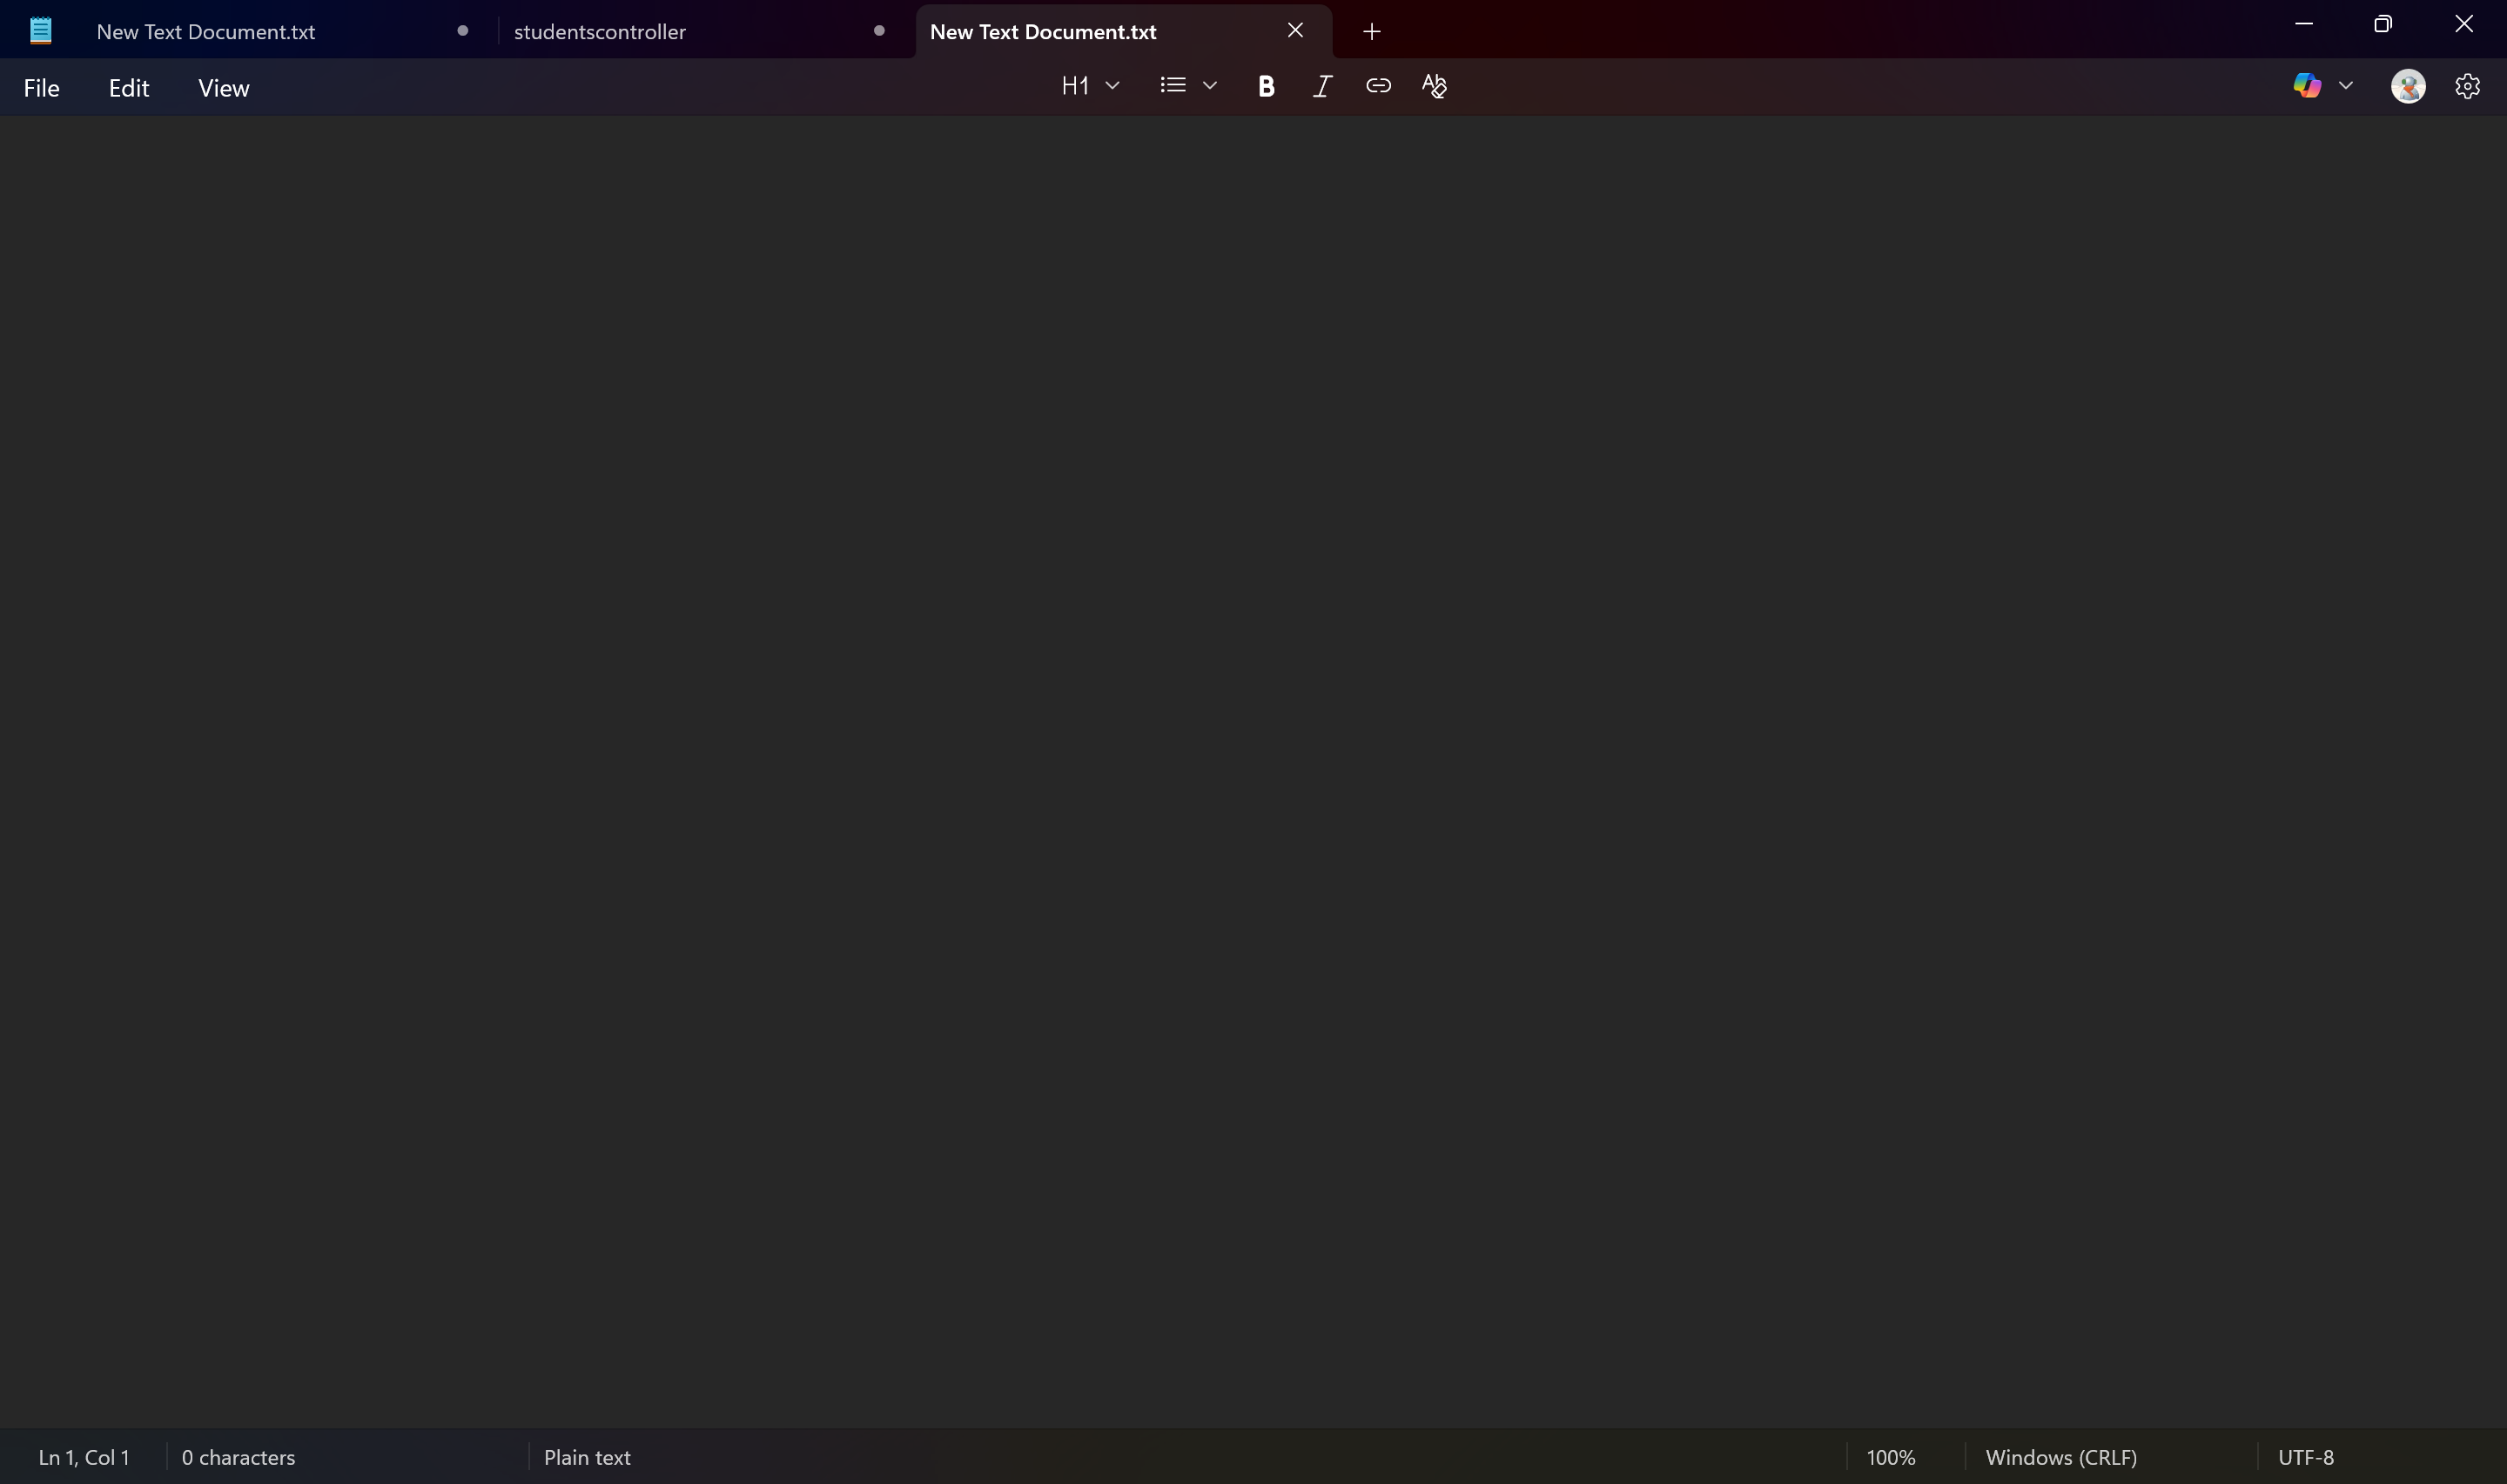 New Text Document.txt
studentscontroller
New Text Document.txt
File Edit View
H1 B I Ab
Ln 1, Col 1 0 characters Plain text 100% Windows (CRLF) UTF-8